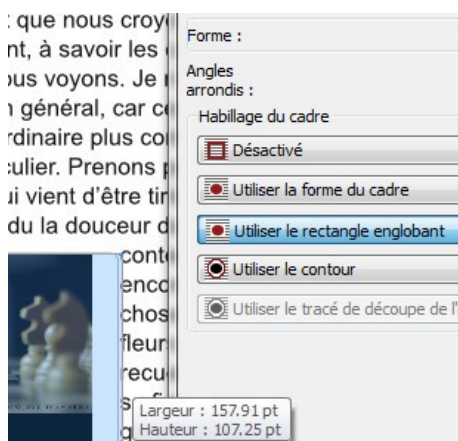 que nous croy
nt, à savoir les
ous voyons. Je
n général, car ce
rdinaire plus con
culier. Prenons
ui vient d'être tir
du la douceur d
conte
enco
chos
fleur
recu
Forme :
Angles
arrondis :
Habillage du cadre
Désactivé
Utiliser la forme du cadre
Utiliser le rectangle englobant
Utiliser le contour
Utiliser le tracé de découpe de l'
Largeur : 157.91 pt
Hauteur : 107.25 pt